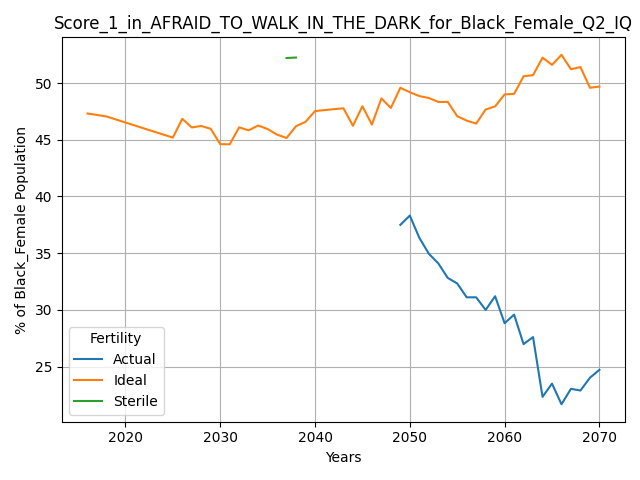 Score_1_in_AFRAID_TO_WALK_IN_THE_DARK_for_Black_Female_Q2_IQ
% of Black_Female Population
50
45
40
35
30
25
Fertility
Actual
Ideal
Sterile
2020 2030 2040 2050 2060 2070
Years